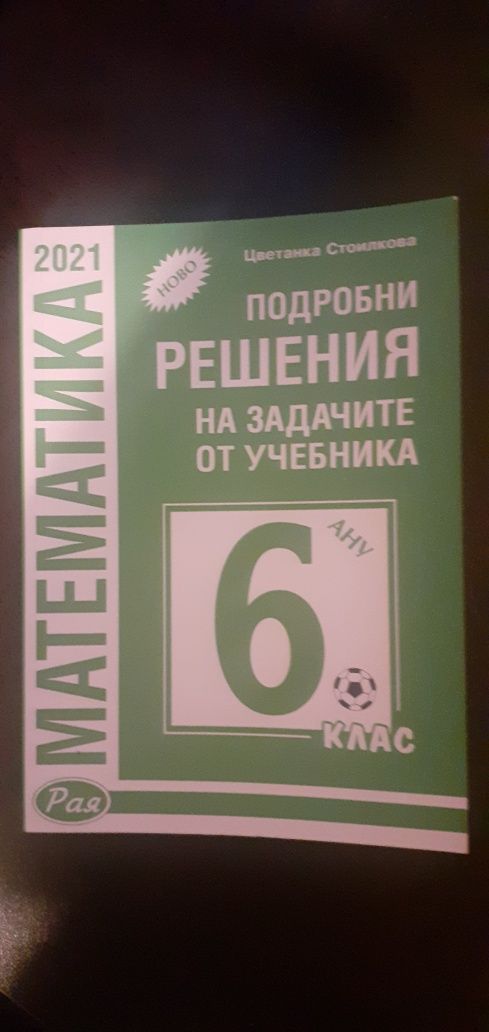 2021
МАТЕМАТИКА
Рая
НОВО
Цветанка Стоилкова
ПОДРОБНИ
РЕШЕНИЯ
НА ЗАДАЧИТЕ
ОТ УЧЕБНИКА
АНУ
6
КЛАС